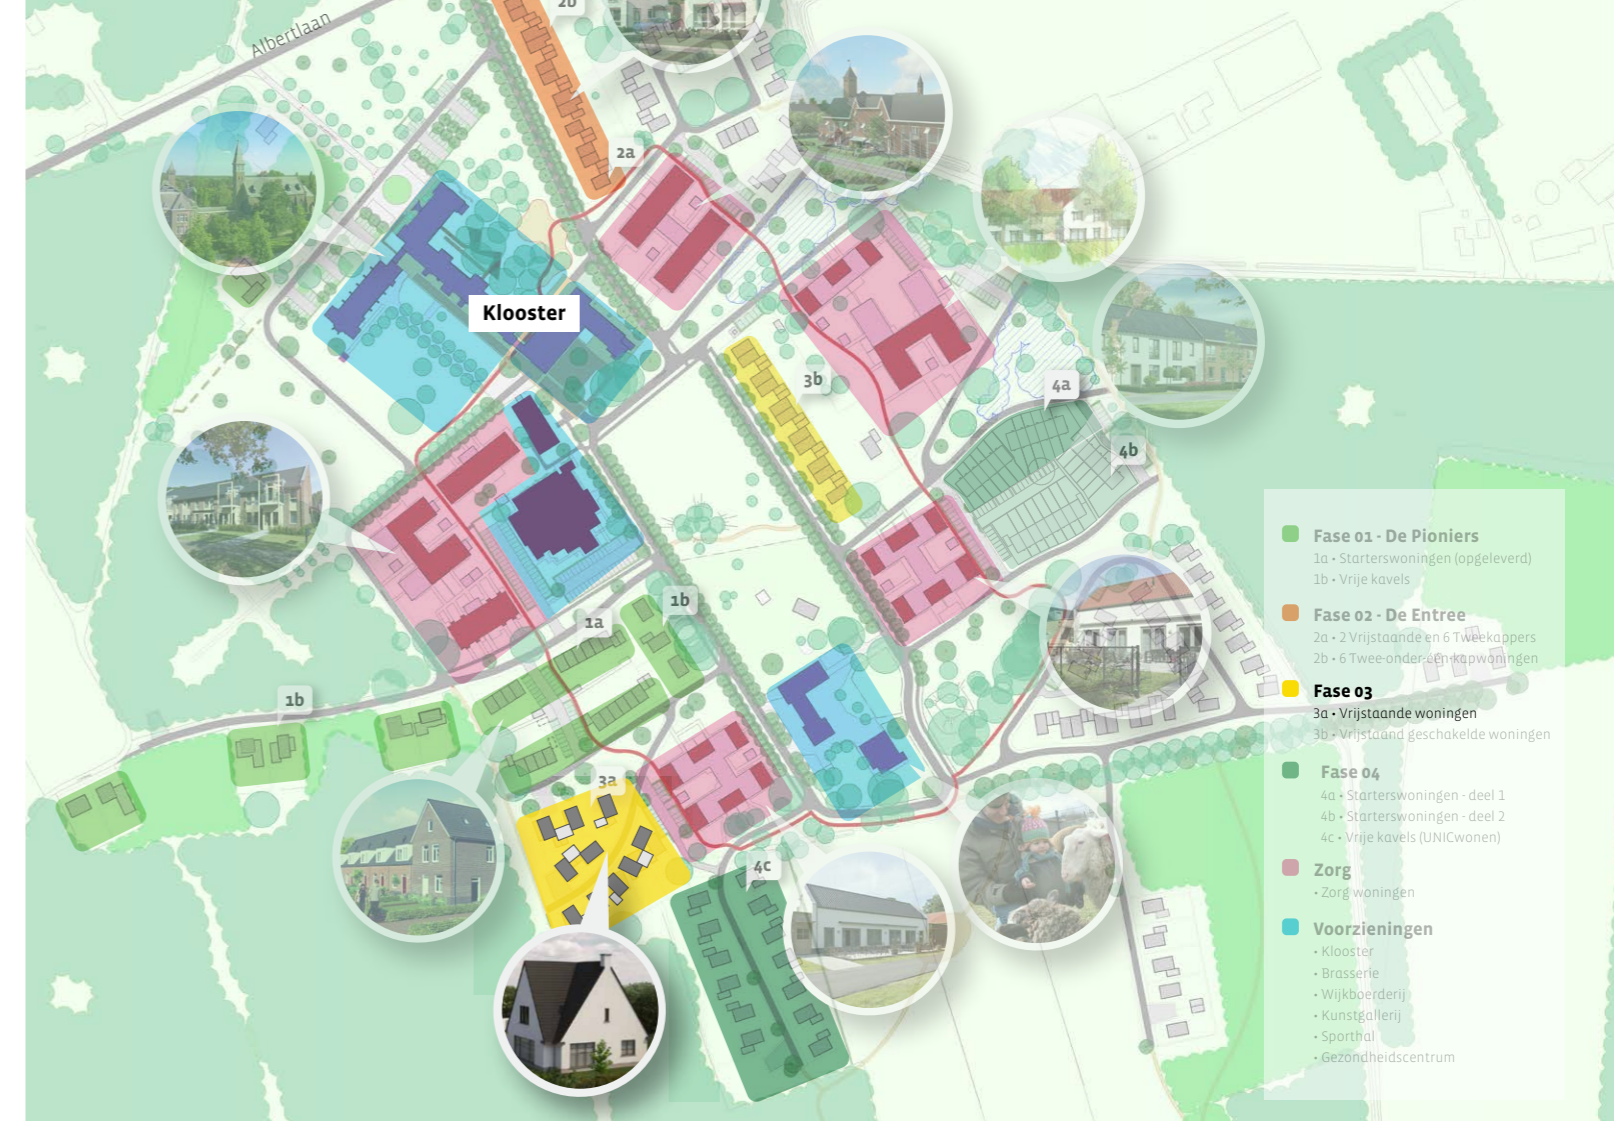 2b
Albertlaan
2a
Klooster
3b
4a
4b
1b
1a
1b
3a
4c
Fase 01 - De Pioniers
1a • Starterswoningen (opgeleverd)
1b • Vrije kavels
Fase 02 - De Entree
2a • 2 Vrijstaande en 6 Tweekappers
2b • 6 Twee-onder-één-kapwoningen
Fase 03
3a • Vrijstaande woningen
3b • Vrijstaand geschakelde woningen
Fase 04
4a • Starterswoningen - deel 1
4b • Starterswoningen - deel 2
4c • Vrije kavels (UNICwonen)
Zorg
• Zorg woningen
Voorzieningen
• Klooster
• Brasserie
• Wijkboerderij
• Kunstgallerij
• Sporthal
• Gezondheidscentrum